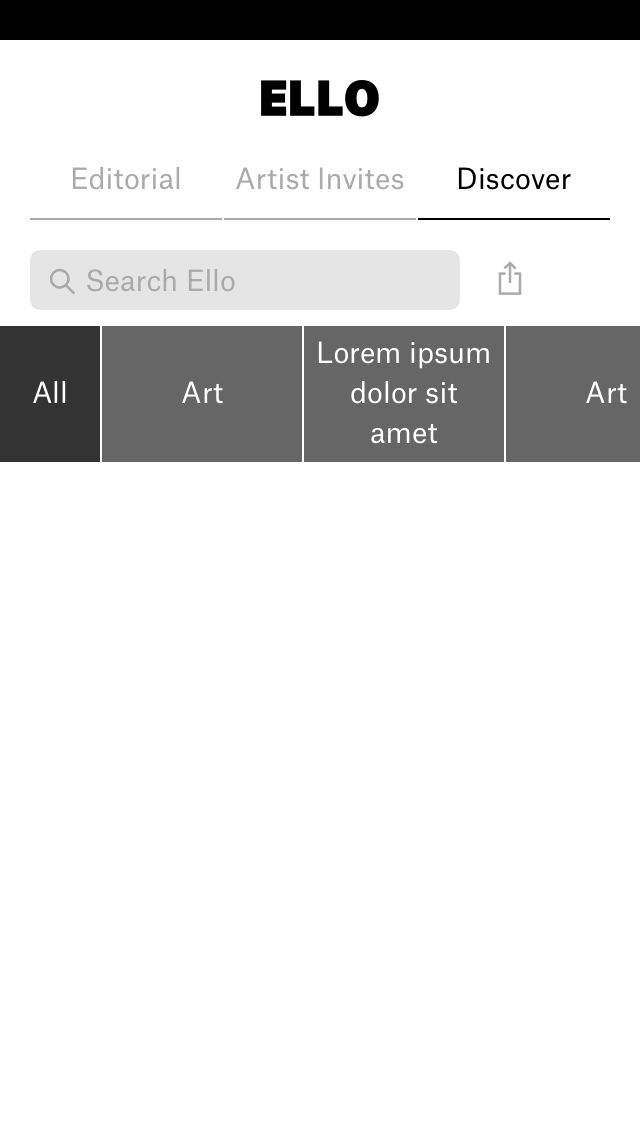 ELLO
Editorial
Artist Invites
Discover
Search Ello
All
Art
Lorem ipsum
dolor sit
amet
Art